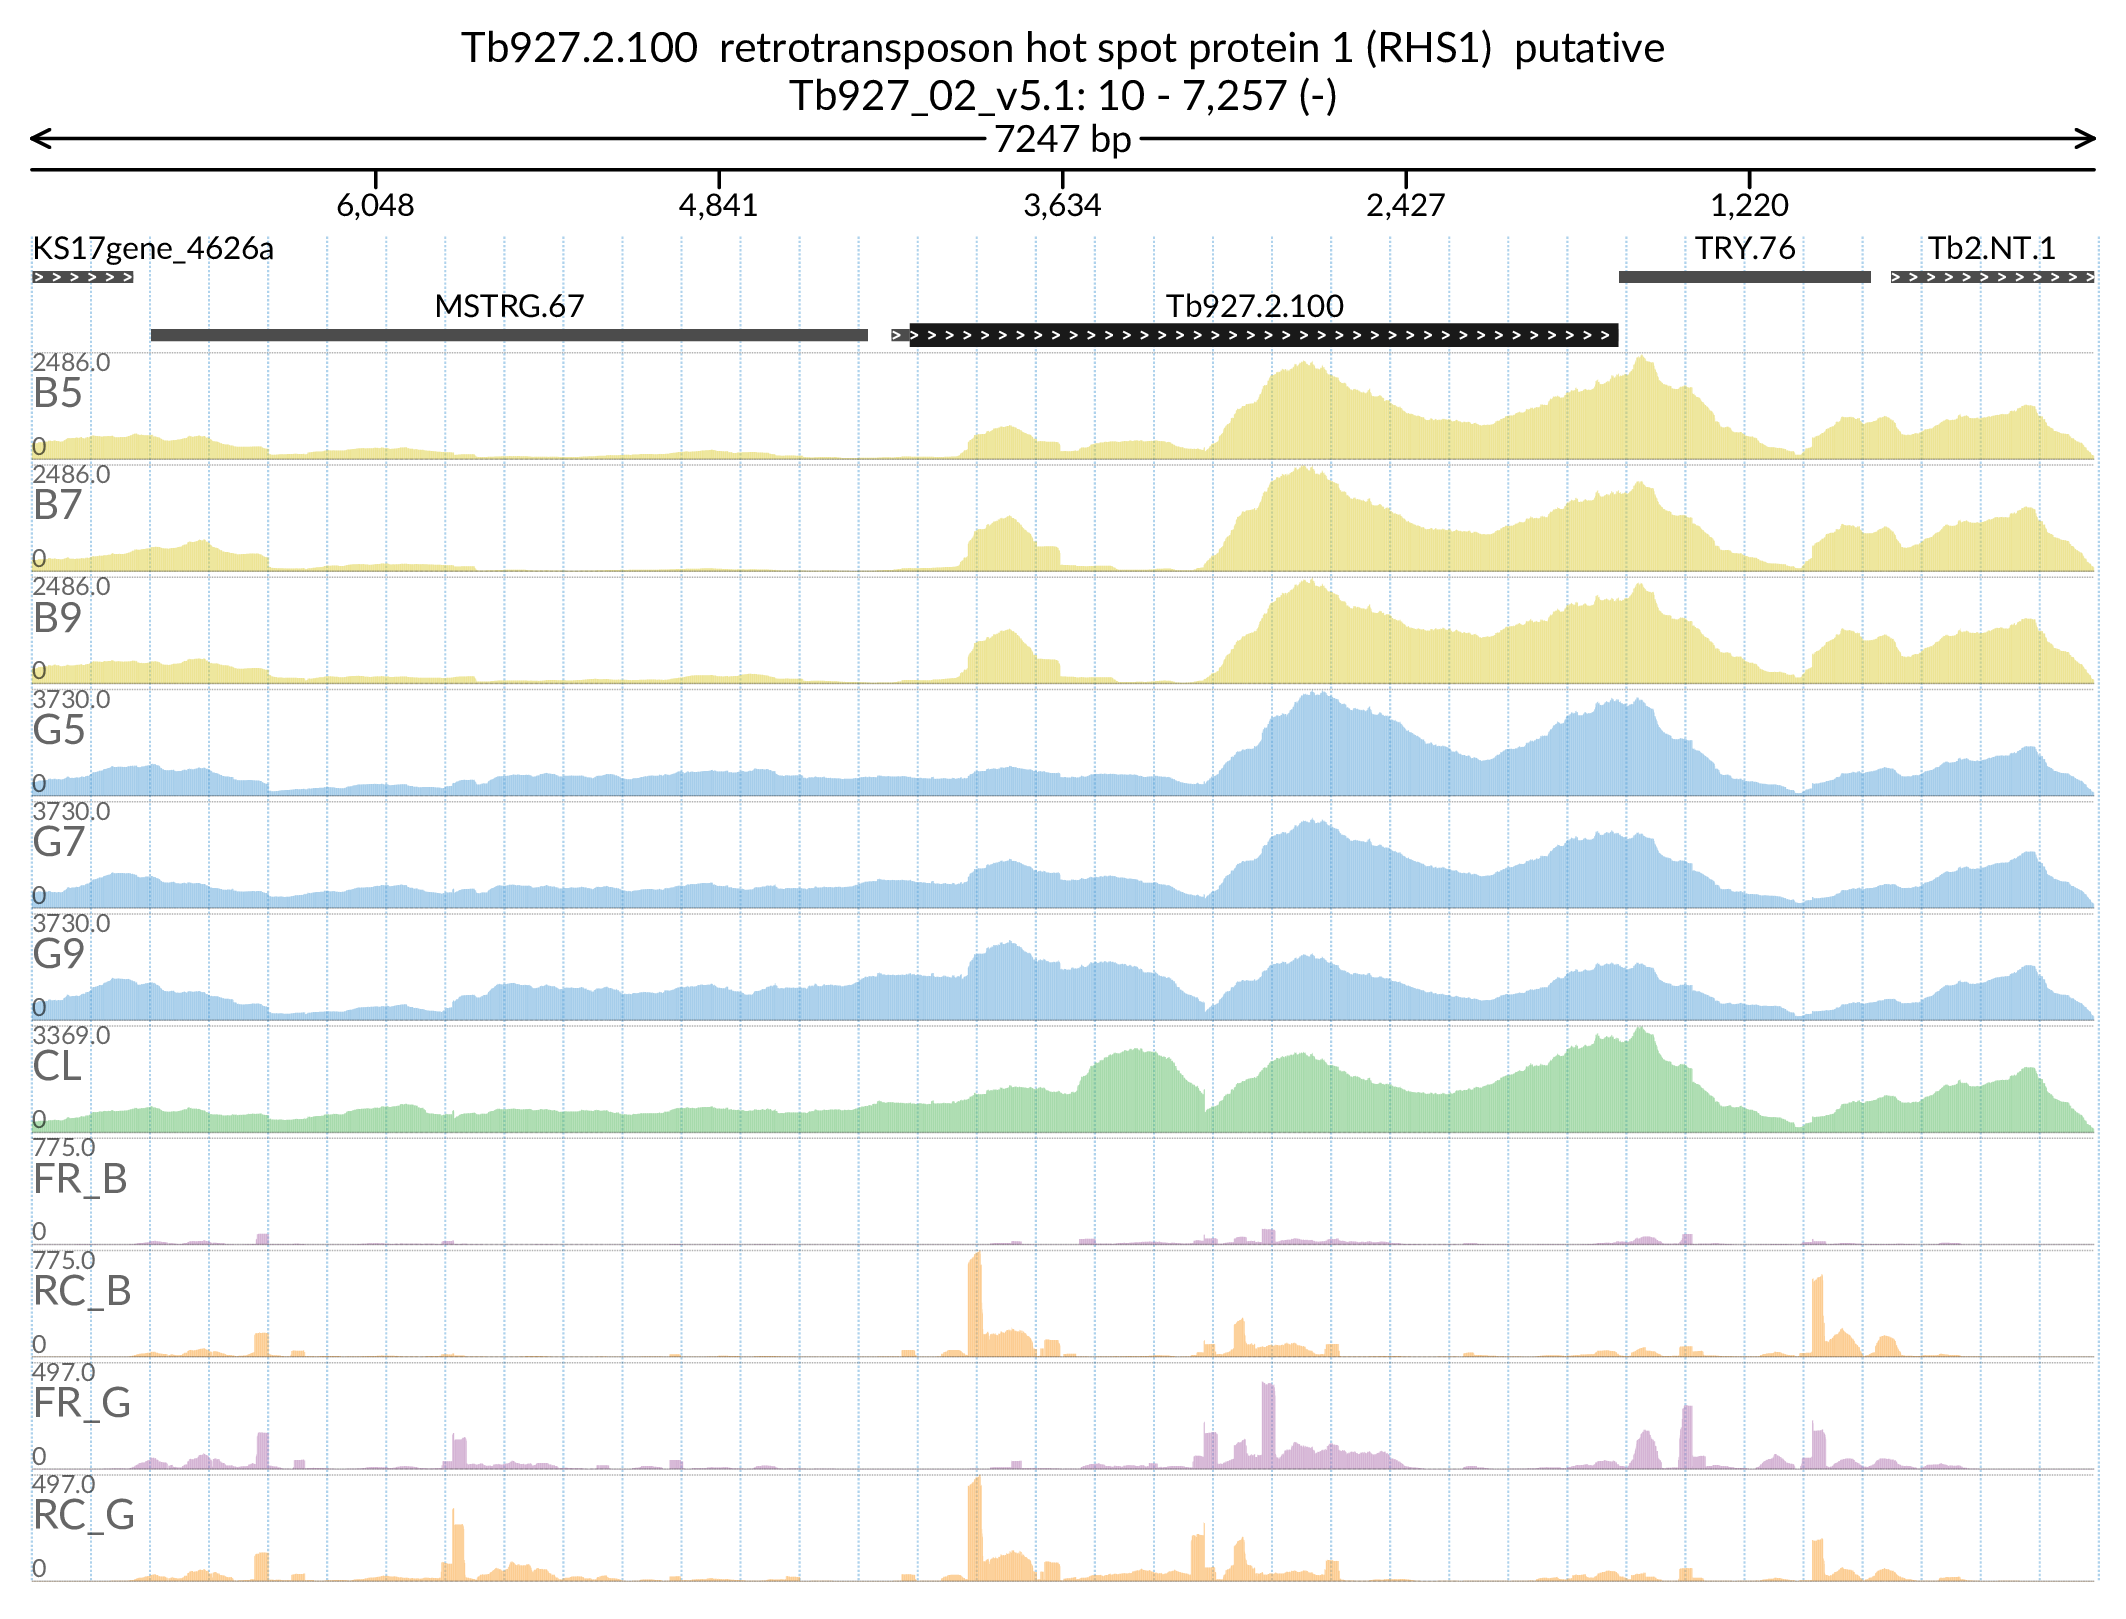 Tb927.2.100  retrotransposon hot spot protein 1 (RHS1)  putative
Tb927_02_v5.1: 10 - 7,257 (-)
7247 bp
6,048 4,841 3,634 2,427 1,220
KS17gene_4626a TRY.76 Tb2.NT.1
MSTRG.67 Tb927.2.100
2486.0
B5
0
2486.0
B7
0
2486.0
B9
0
3730.0
G5
0
3730.0
G7
0
3730.0
G9
0
3369.0
CL
0
775.0
FR_B
0
775.0
RC_B
0
497.0
FR_G
0
497.0
RC_G
0